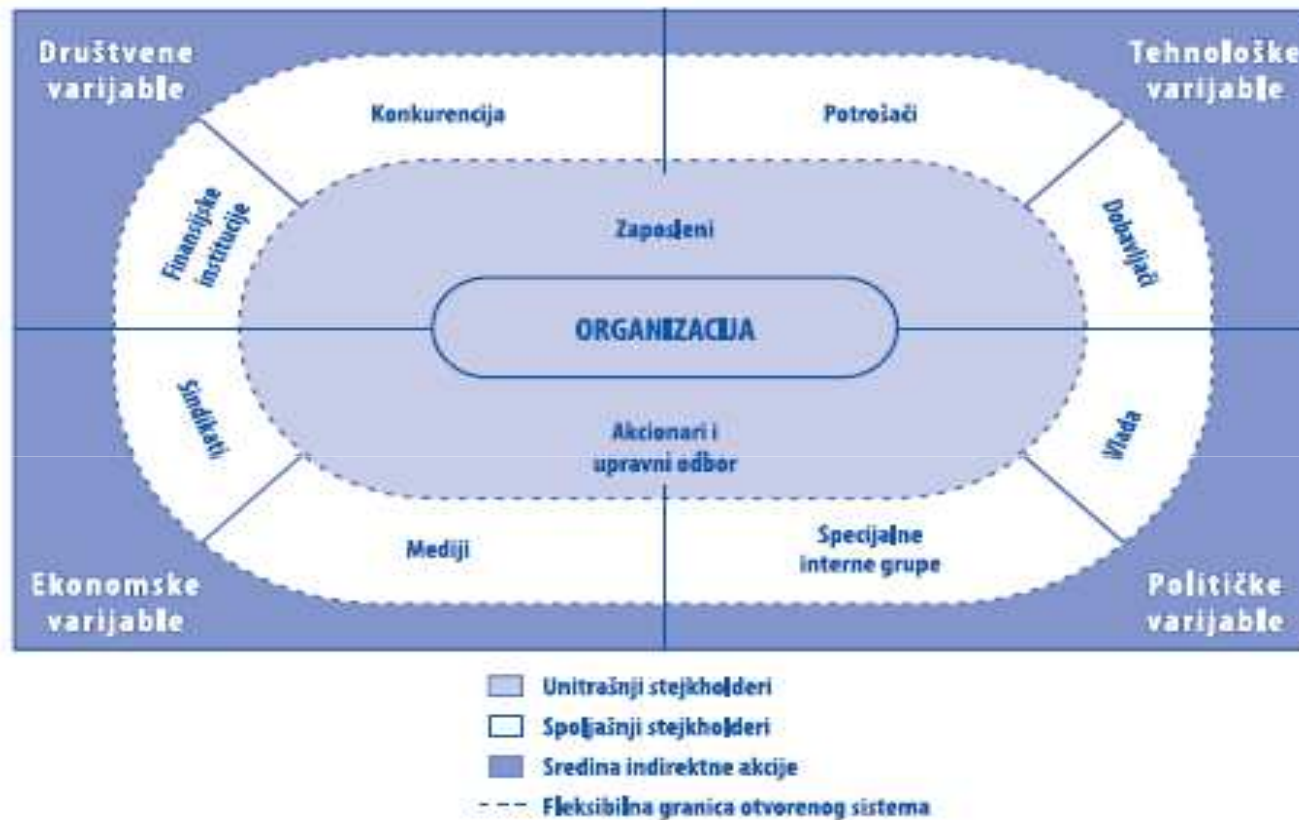 Društvene
varijable
Tehnološke
varijable
Konkurencija
Potrošači
Finansijske
institucije
Zaposleni
Dobavljači
ORGANIZACIJA
Sindikati
Akcionari i
upravni odbor
Vlada
Mediji
Specijalne
interne grupe
Ekonomske
varijable
Političke
varijable
Unitrašnji stejkholderi
Spoljašnji stejkholderi
Sredina indirektne akcije
Fleksibilna granica otvorenog sistema